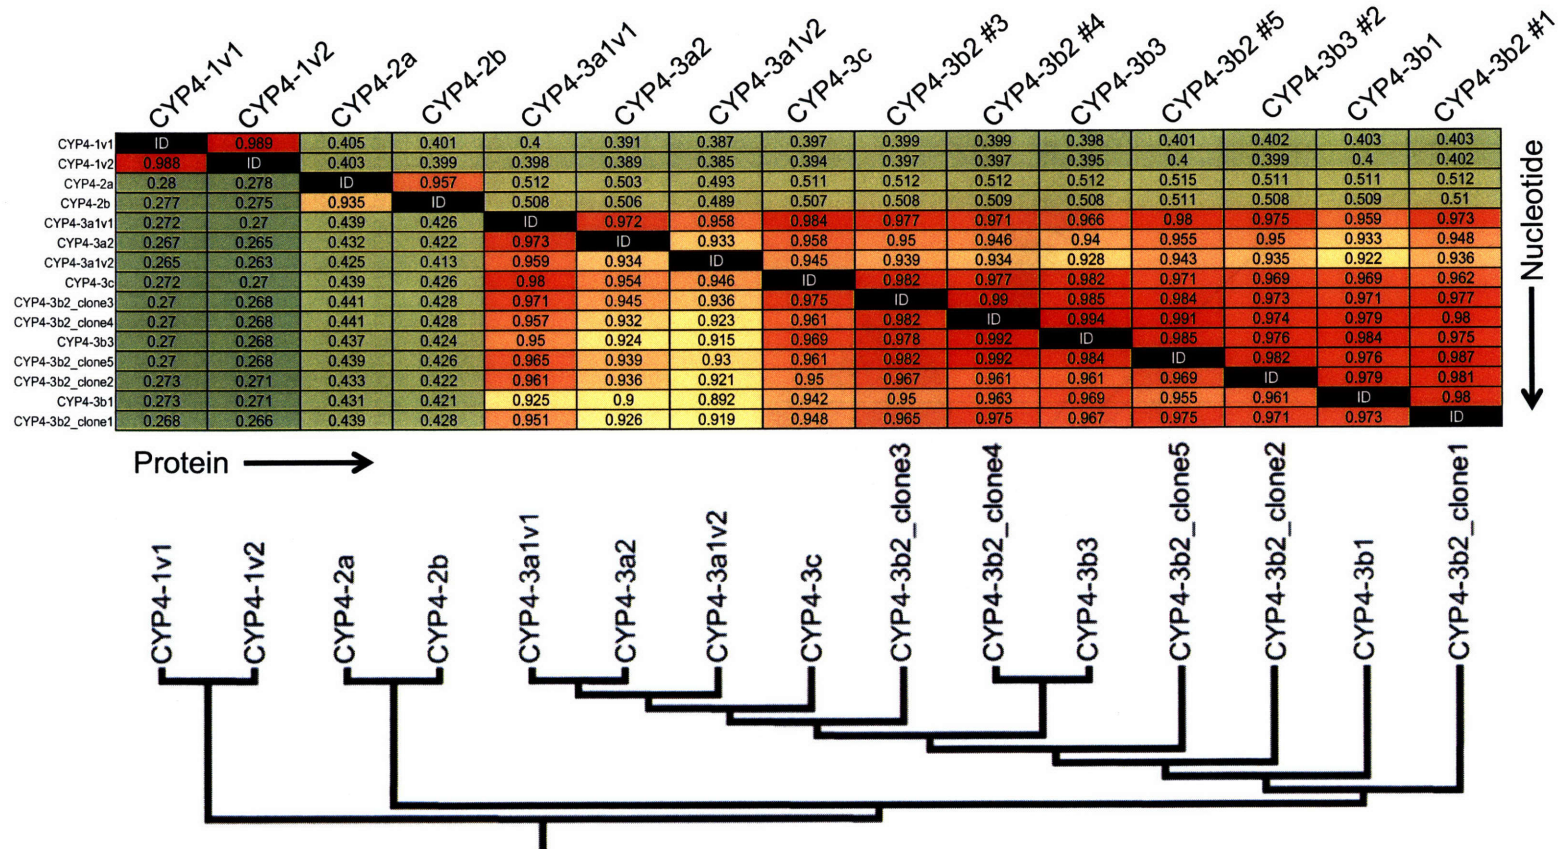 CYP4-1v1 CYP4-1v2 CYP4-2a CYP4-2b CYP4-3a1v1 CYP4-3a2 CYP4-3a1v2 CYP4-3c CYP4-3b2 #3 CYP4-3b2 #4 CYP4-3b3 CYP4-3b2 #5 CYP4-3b3 #2 CYP4-3b1 CYP4-3b2 #1
CYP4-1v1 ID 0.989 0.405 0.401 0.4 0.391 0.387 0.397 0.399 0.399 0.398 0.401 0.402 0.403 0.403
CYP4-1v2 0.988 ID 0.403 0.399 0.398 0.389 0.385 0.394 0.397 0.397 0.395 0.4 0.399 0.4 0.402
CYP4-2a 0.28 0.278 ID 0.957 0.512 0.503 0.493 0.511 0.512 0.512 0.512 0.515 0.511 0.511 0.512
CYP4-2b 0.277 0.275 0.935 ID 0.508 0.506 0.489 0.507 0.508 0.509 0.508 0.511 0.508 0.509 0.51
CYP4-3a1v1 0.272 0.27 0.439 0.426 ID 0.972 0.958 0.984 0.977 0.971 0.966 0.98 0.975 0.959 0.973
CYP4-3a2 0.267 0.265 0.432 0.422 0.973 ID 0.933 0.958 0.95 0.946 0.94 0.955 0.95 0.933 0.948
CYP4-3a1v2 0.265 0.263 0.425 0.413 0.959 0.934 ID 0.945 0.939 0.934 0.928 0.943 0.935 0.922 0.936
CYP4-3c 0.272 0.27 0.439 0.426 0.98 0.954 0.946 ID 0.982 0.977 0.982 0.971 0.969 0.969 0.962
CYP4-3b2_clone3 0.27 0.268 0.441 0.428 0.971 0.945 0.936 0.975 ID 0.99 0.985 0.984 0.973 0.971 0.977
CYP4-3b2_clone4 0.27 0.268 0.441 0.428 0.957 0.932 0.923 0.961 0.982 ID 0.994 0.991 0.974 0.979 0.98
CYP4-3b3 0.27 0.268 0.437 0.424 0.95 0.924 0.915 0.969 0.978 0.992 ID 0.985 0.976 0.984 0.975
CYP4-3b2_clone5 0.27 0.268 0.439 0.426 0.965 0.939 0.93 0.961 0.982 0.992 0.984 ID 0.982 0.976 0.987
CYP4-3b2_clone2 0.273 0.271 0.433 0.422 0.961 0.936 0.921 0.95 0.967 0.961 0.961 0.969 ID 0.979 0.981
CYP4-3b1 0.273 0.271 0.431 0.421 0.925 0.9 0.892 0.942 0.95 0.963 0.969 0.955 0.961 ID 0.98
CYP4-3b2_clone1 0.268 0.266 0.439 0.428 0.951 0.926 0.919 0.948 0.965 0.975 0.967 0.975 0.971 0.973 ID
Nucleotide
Protein
CYP4-1v1 CYP4-1v2 CYP4-2a CYP4-2b CYP4-3a1v1 CYP4-3a2 CYP4-3a1v2 CYP4-3c CYP4-3b2_clone3 CYP4-3b2_clone4 CYP4-3b3 CYP4-3b2_clone5 CYP4-3b2_clone2 CYP4-3b1 CYP4-3b2_clone1